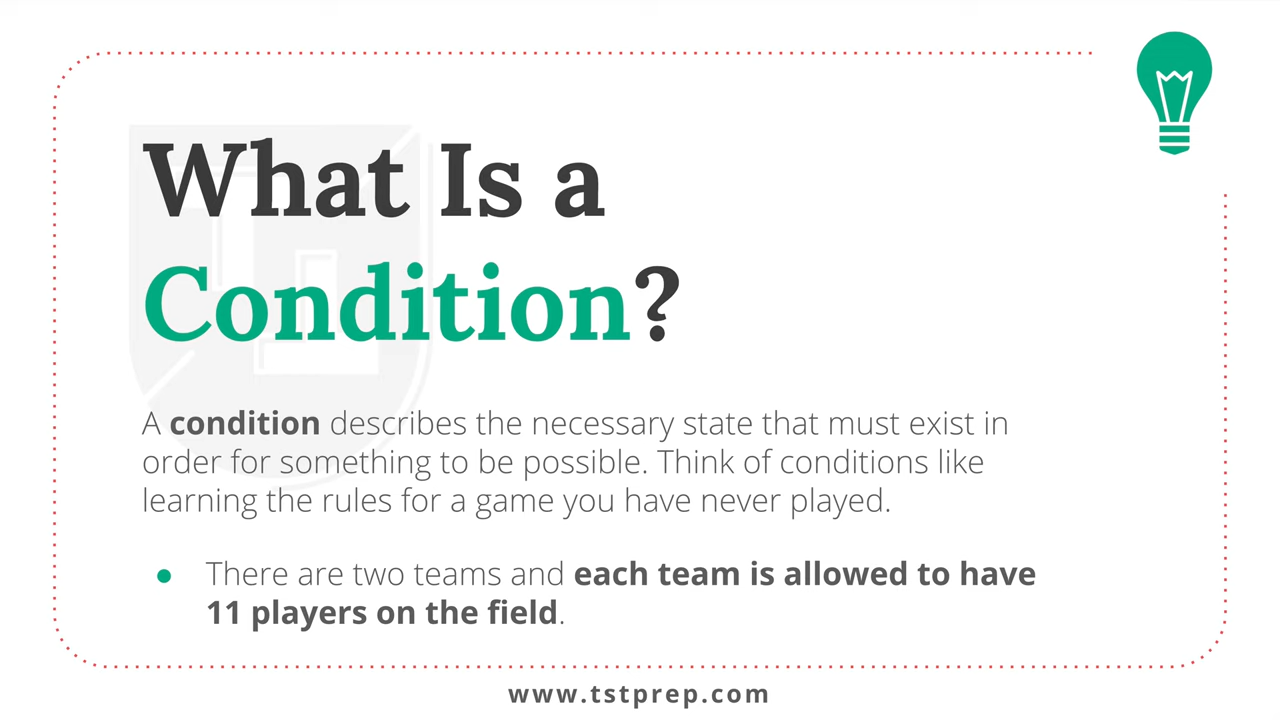 What Is a
Condition?
A condition describes the necessary state that must exist in
order for something to be possible. Think of conditions like
learning the rules for a game you have never played.
● There are two teams and each team is allowed to have
11 players on the field.
www.tstprep.com